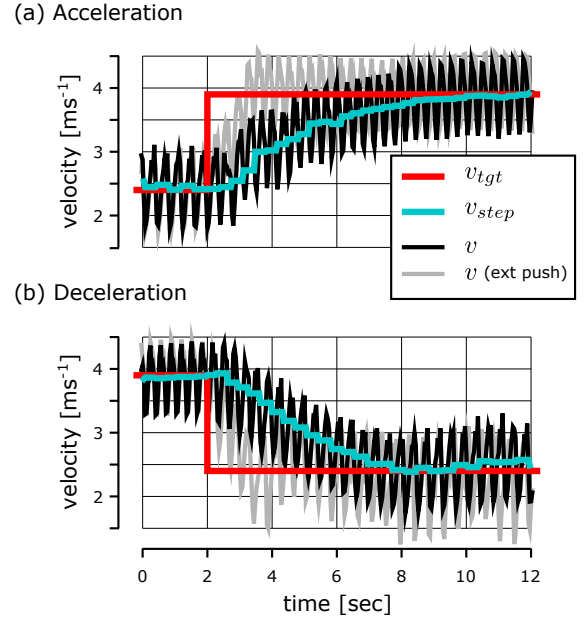 (a) Acceleration
velocity [ms-1]
4
3
2
v_tgt
v_step
v
v (ext push)
(b) Deceleration
velocity [ms-1]
4
3
2
0 2 4 6 8 10 12
time [sec]